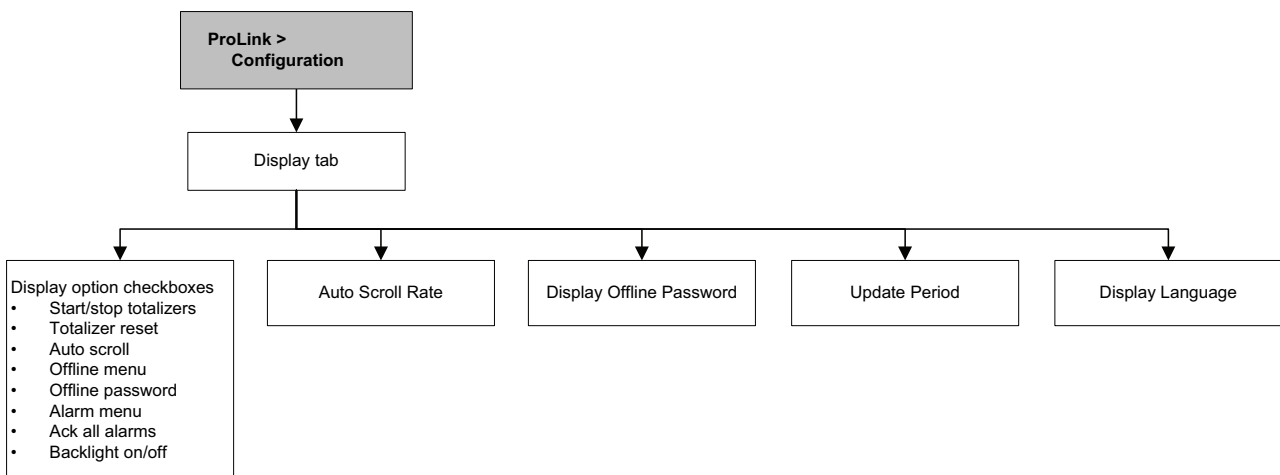 ProLink >
Configuration
Display tab
Display option checkboxes
• Start/stop totalizers
• Totalizer reset
• Auto scroll
• Offline menu
• Offline password
• Alarm menu
• Ack all alarms
• Backlight on/off
Auto Scroll Rate
Display Offline Password
Update Period
Display Language